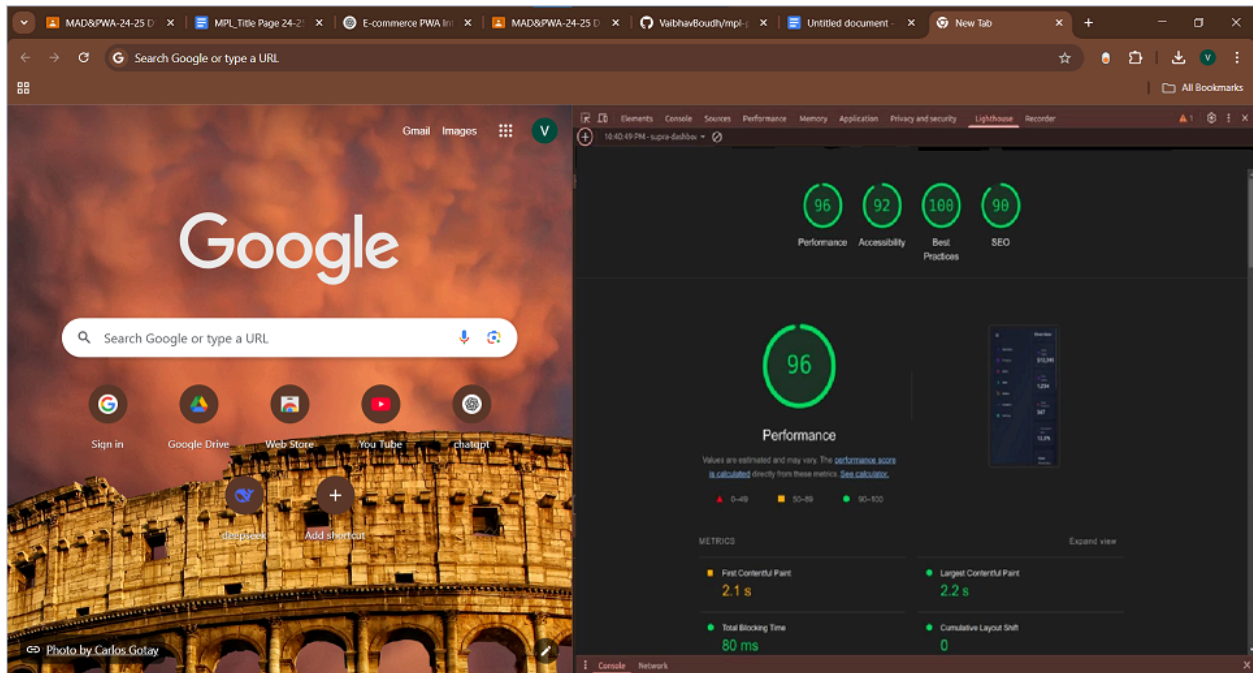 MAD&PWA-24-25 D
MPL_Title Page 24-2
E-commerce PWA Int
MAD&PWA-24-25 D
VaibhavBoudh/mpl-p
Untitled document -
New Tab
Search Google or type a URL
V
All Bookmarks
Gmail Images
V
Google
Search Google or type a URL
Sign in
Google Drive
Web Store
YouTube
chatgpt
deepseek
Add shortcut
Photo by Carlos Gotay
Elements Console Sources Performance Memory Application Privacy and security Lighthouse Recorder
1
10:40:49 PM - supra-dashboa
96 92 100 90
Performance Accessibility Best Practices SEO
96
Performance
Values are estimated and may vary. The performance score
is calculated directly from these metrics. See calculator.
0–49 50–89 90–100
METRICS
Expand view
First Contentful Paint
2.1 s
Largest Contentful Paint
2.2 s
Total Blocking Time
80 ms
Cumulative Layout Shift
0
Console Network